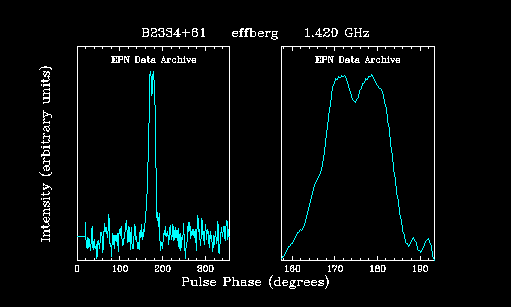 B2334+61 effberg 1.420 GHz
EPN Data Archive
EPN Data Archive
Intensity (arbitrary units)
0 100 200 300
160 170 180 190
Pulse Phase (degrees)